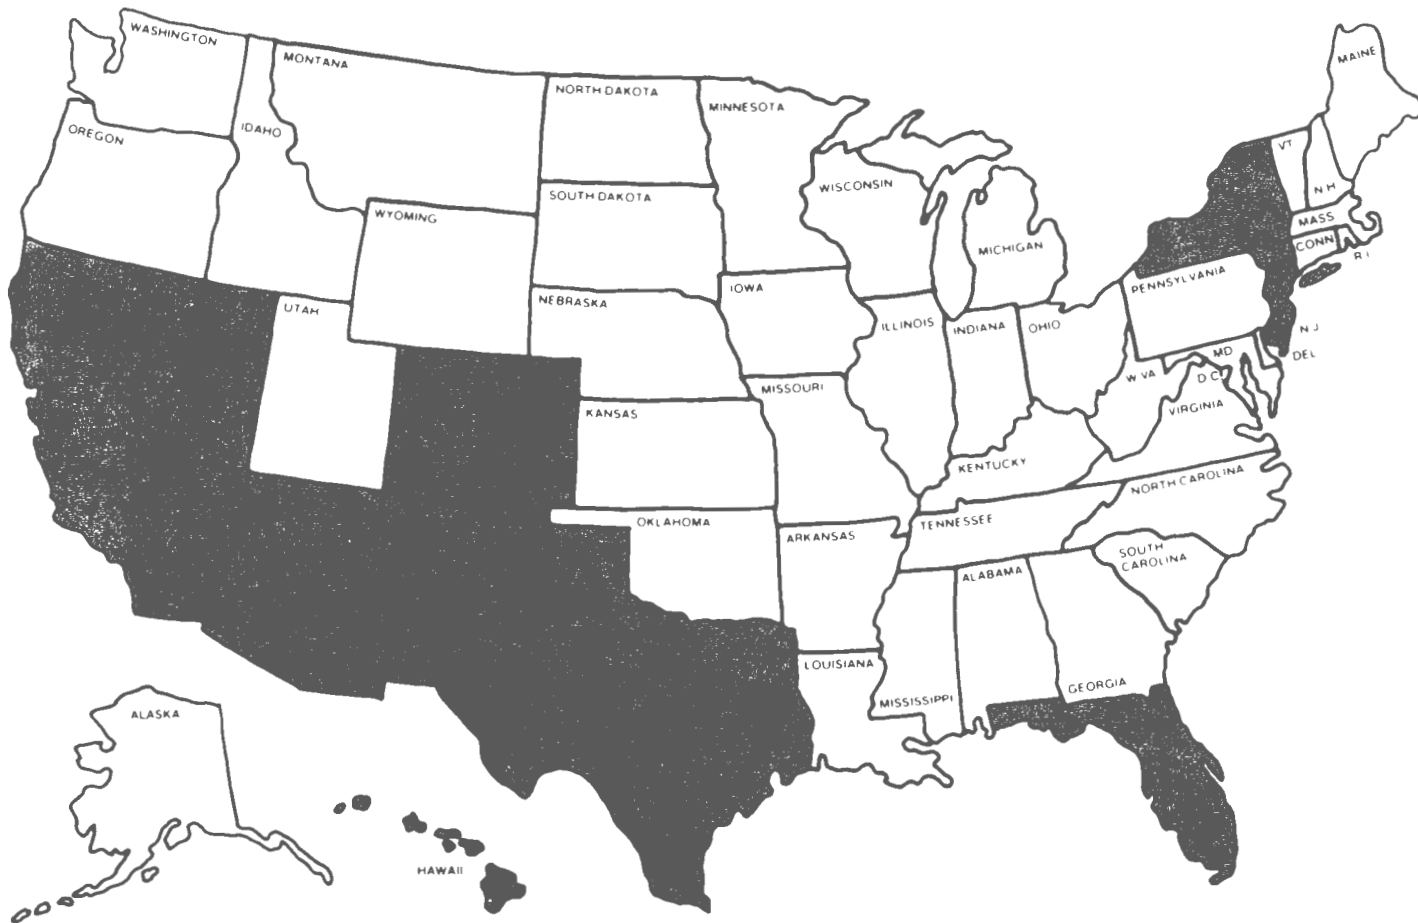 WASHINGTON
MONTANA
NORTH DAKOTA
MINNESOTA
MAINE
OREGON
IDAHO
VT
WISCONSIN
N H
WYOMING
SOUTH DAKOTA
MASS
MICHIGAN
CONN
R I
PENNSYLVANIA
IOWA
NEBRASKA
UTAH
ILLINOIS
INDIANA
OHIO
N J
MD
DEL
W VA
D C
MISSOURI
VIRGINIA
KANSAS
KENTUCKY
NORTH CAROLINA
OKLAHOMA
TENNESSEE
ARKANSAS
SOUTH
CAROLINA
ALABAMA
LOUISIANA
GEORGIA
MISSISSIPPI
ALASKA
HAWAII